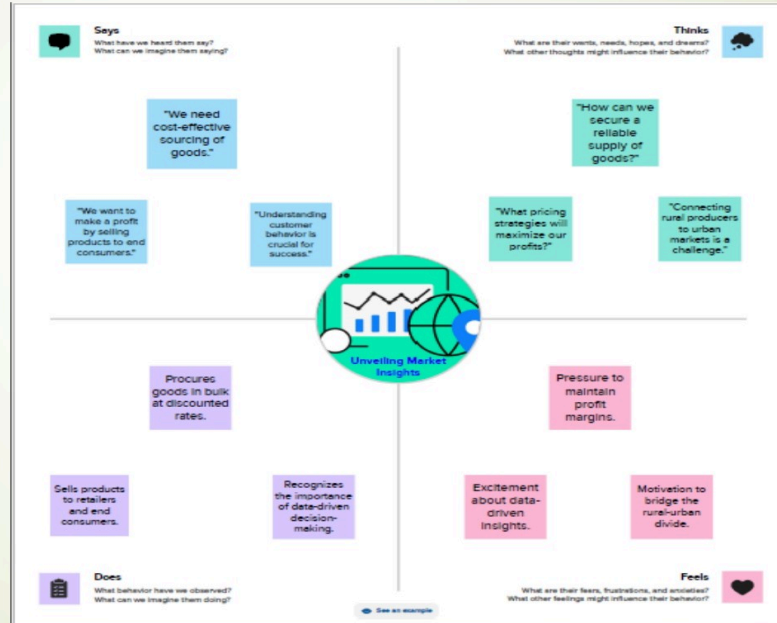 Says
What have we heard them say?
What can we imagine them saying?
Thinks
What are their wants, needs, hopes, and dreams?
What other thoughts might influence their behavior?
"We need
cost-effective
sourcing of
goods."
"We want to
make a profit
by selling
products to end
consumers."
"Understanding
customer
behavior is
crucial for
success."
"How can we
secure a
reliable
supply of
goods?"
"What pricing
strategies will
maximize our
profits?"
"Connecting
rural producers
to urban
markets is a
challenge."
Unveiling Market
Insights
Procures
goods in bulk
at discounted
rates.
Sells products
to retailers
and end
consumers.
Recognizes
the importance
of data-driven
decision-
making.
Pressure to
maintain
profit
margins.
Excitement
about data-
driven
insights.
Motivation to
bridge the
rural-urban
divide.
Does
What behavior have we observed?
What can we imagine them doing?
Feels
What are their fears, frustrations, and anxieties?
What other feelings might influence their behavior?
See an example